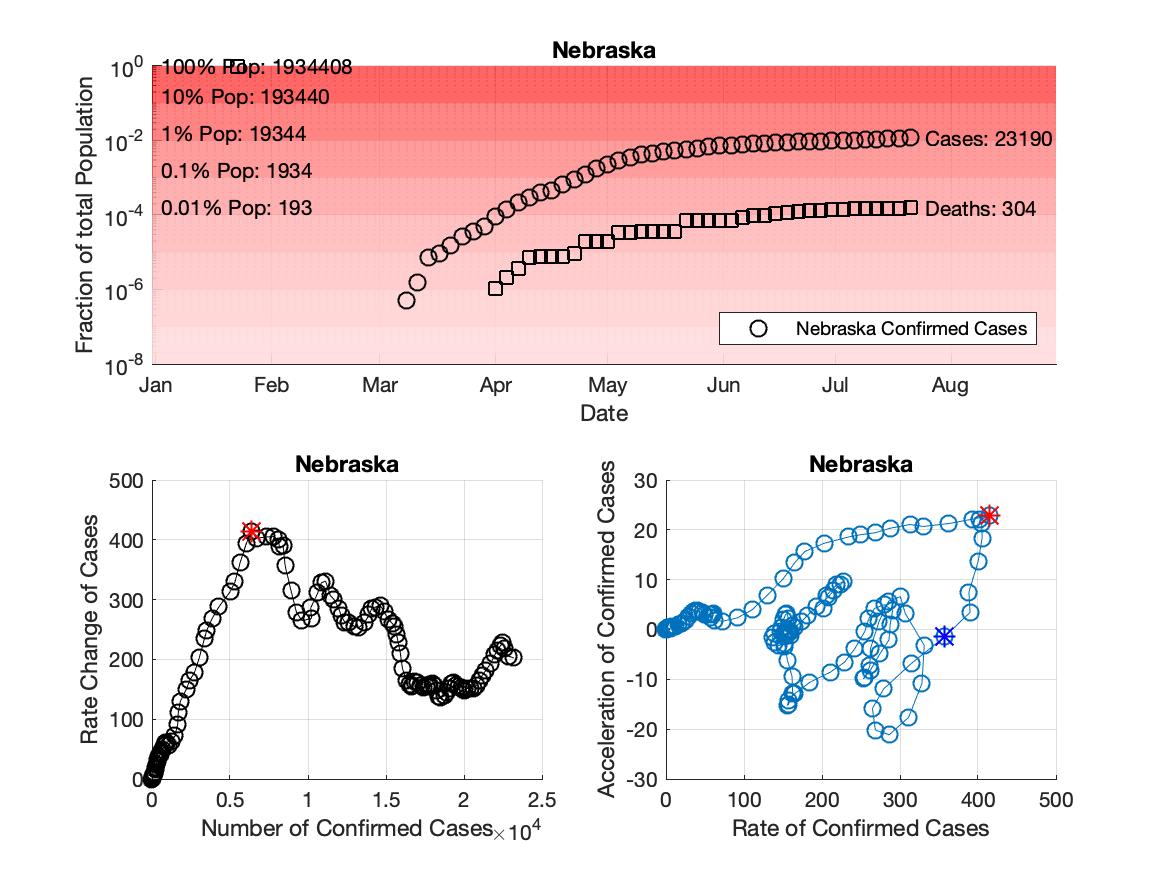 Nebraska
10^0
10^-2
10^-4
10^-6
10^-8
Fraction of total Population
100% Pop: 1934408
10% Pop: 193440
1% Pop: 19344
0.1% Pop: 1934
0.01% Pop: 193
Cases: 23190
Deaths: 304
Nebraska Confirmed Cases
Jan Feb Mar Apr May Jun Jul Aug
Date
Nebraska
500
400
300
200
100
0
Rate Change of Cases
0 0.5 1 1.5 2 2.5
Number of Confirmed Cases ×10^4
Nebraska
30
20
10
0
-10
-20
-30
Acceleration of Confirmed Cases
0 100 200 300 400 500
Rate of Confirmed Cases